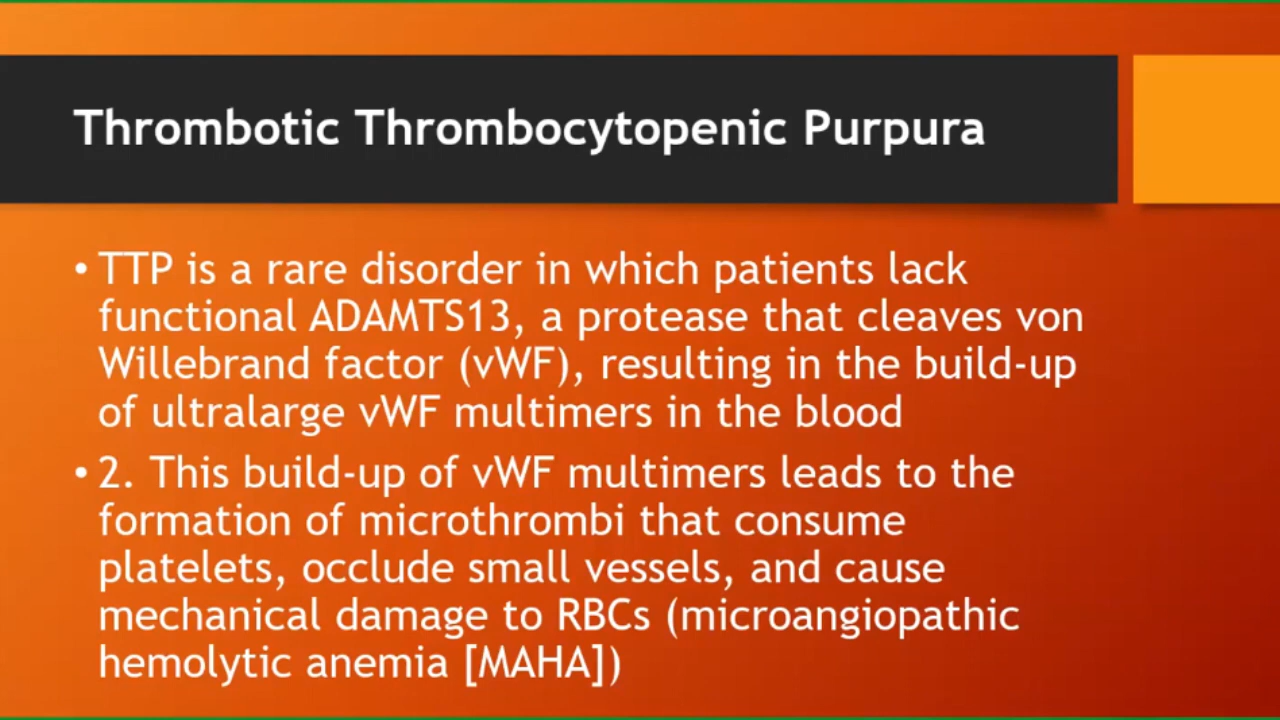 Thrombotic Thrombocytopenic Purpura
• TTP is a rare disorder in which patients lack
functional ADAMTS13, a protease that cleaves von
Willebrand factor (vWF), resulting in the build-up
of ultralarge vWF multimers in the blood
• 2. This build-up of vWF multimers leads to the
formation of microthrombi that consume
platelets, occlude small vessels, and cause
mechanical damage to RBCs (microangiopathic
hemolytic anemia [MAHA])